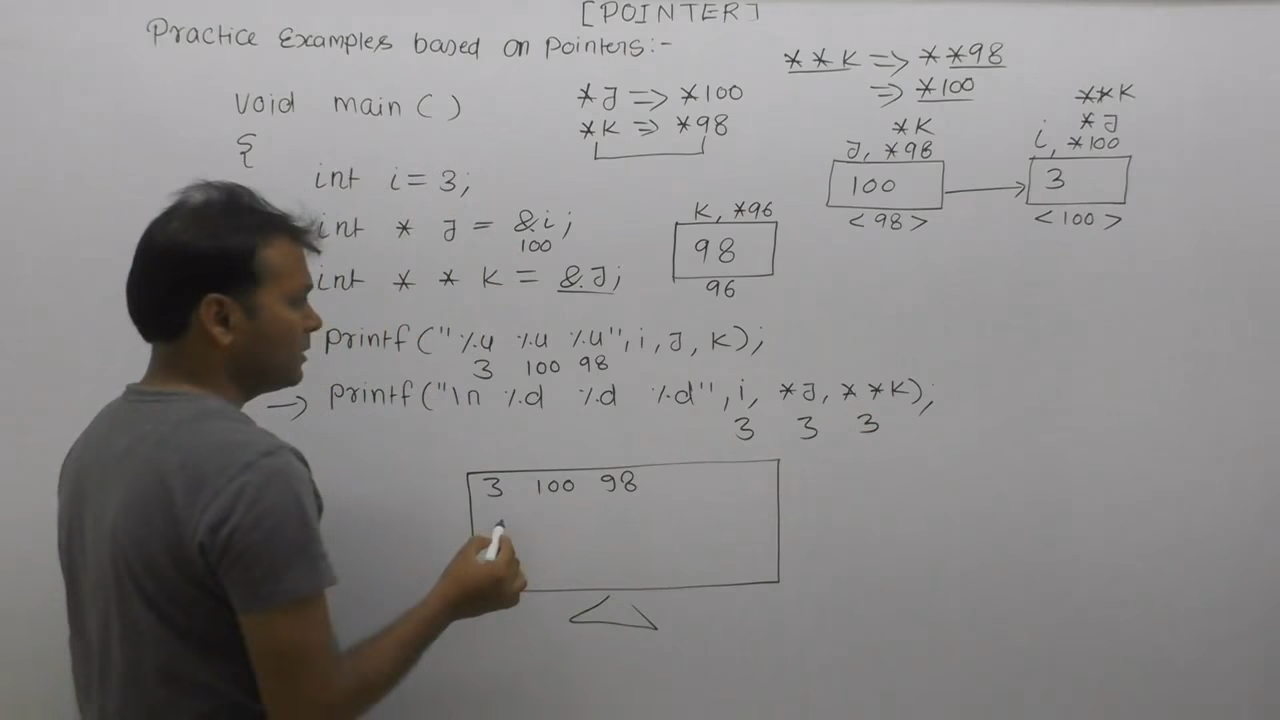 [POINTER]
Practice Examples based on Pointers:-
void main()
{
int i=3;
int * J = &i;
100
int * * K = &J;
printf("%u %u %u",i,J,K);
3 100 98
→ printf("\n %d %d %d",i, *J, **K);
3 3 3
*J => *100
*K => *98
**K => **98
=> *100
K, *96
98
96
*K
J, *98
100
<98>
**K
*J
i, *100
3
<100>
3 100 98